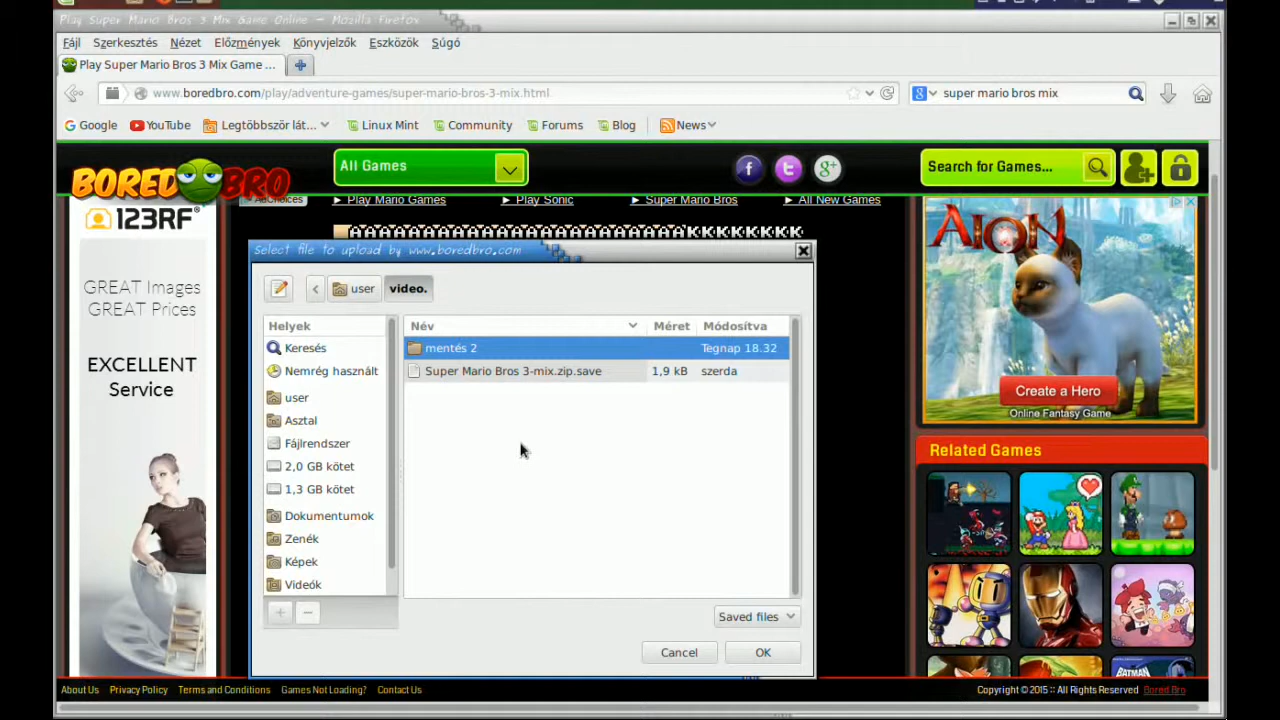 Play Super Mario Bros 3 Mix Game Online - Mozilla Firefox
Fájl Szerkesztés Nézet Előzmények Könyvjelzők Eszközök Súgó
Play Super Mario Bros 3 Mix Game ...
www.boredbro.com/play/adventure-games/super-mario-bros-3-mix.html
super mario bros mix
Google YouTube Legtöbbször lát... Linux Mint Community Forums Blog News
BORED BRO
All Games
f t g+
Search for Games...
AdChoices
► Play Mario Games ► Play Sonic ► Super Mario Bros ► All New Games
123RF®
GREAT Images
GREAT Prices
EXCELLENT
Service
Select file to upload by www.boredbro.com
user video.
Helyek
Keresés
Nemrég használt
user
Asztal
Fájlrendszer
2,0 GB kötet
1,3 GB kötet
Dokumentumok
Zenék
Képek
Videók
Név Méret Módosítva
mentés 2 Tegnap 18.32
Super Mario Bros 3-mix.zip.save 1,9 kB szerda
Saved files
Cancel OK
AION
Create a Hero
Online Fantasy Game
Related Games
About Us Privacy Policy Terms and Conditions Games Not Loading? Contact Us
Copyright © 2015 :: All Rights Reserved Bored Bro